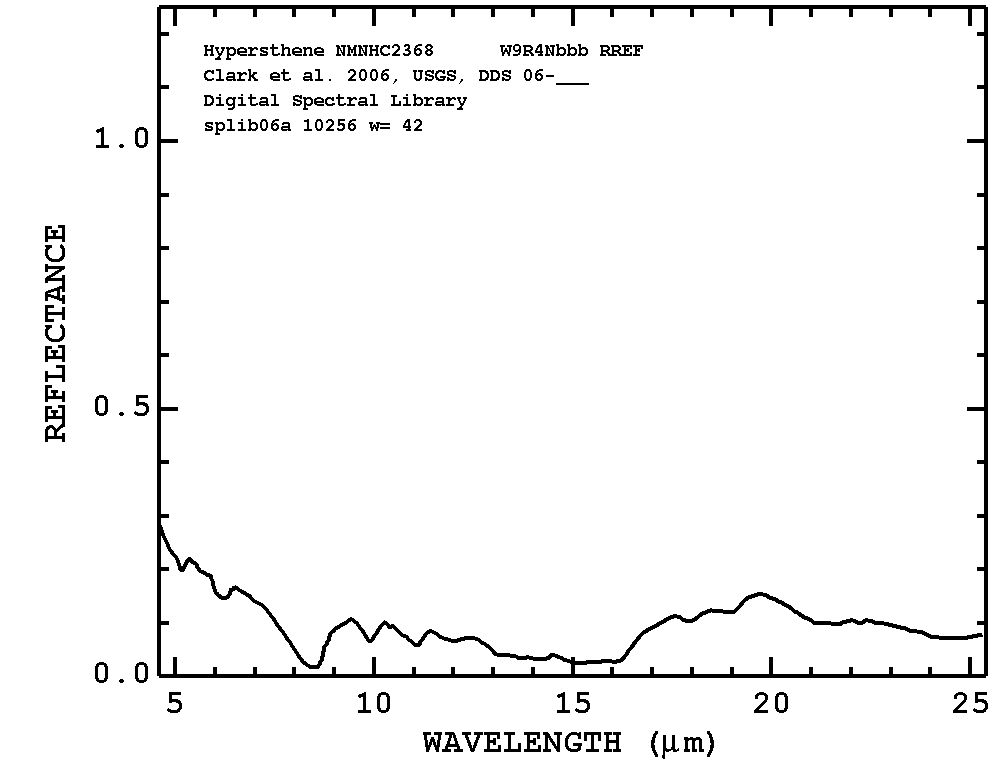 Hypersthene NMNHC2368 W9R4Nbbb RREF
Clark et al. 2006, USGS, DDS 06-___
Digital Spectral Library
splib06a 10256 w= 42
1.0
0.5
0.0
REFLECTANCE
5 10 15 20 25
WAVELENGTH (μm)